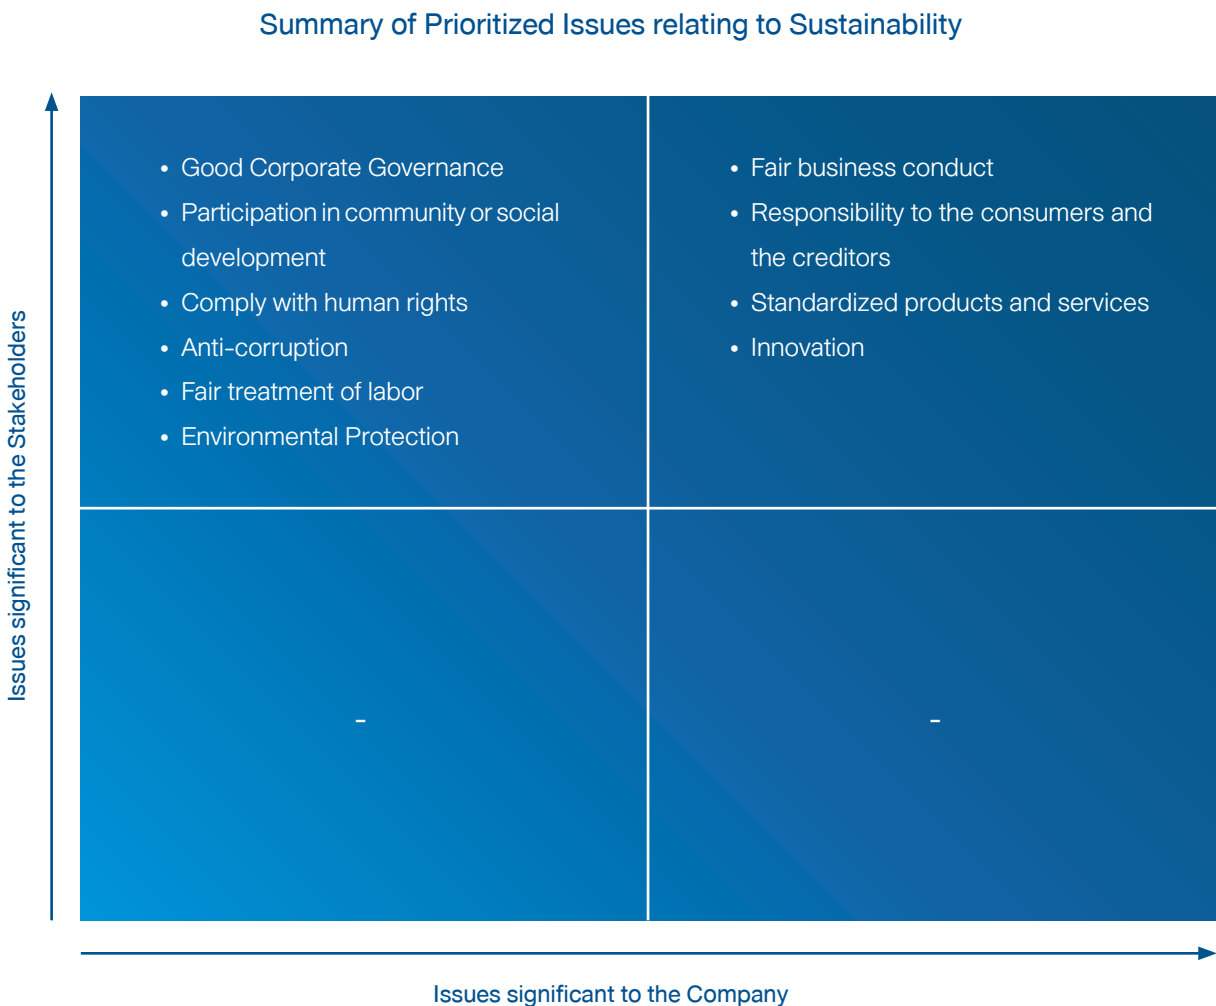 Summary of Prioritized Issues relating to Sustainability
Issues significant to the Stakeholders
• Good Corporate Governance
• Participation in community or social
development
• Comply with human rights
• Anti-corruption
• Fair treatment of labor
• Environmental Protection
• Fair business conduct
• Responsibility to the consumers and
the creditors
• Standardized products and services
• Innovation
-
-
Issues significant to the Company